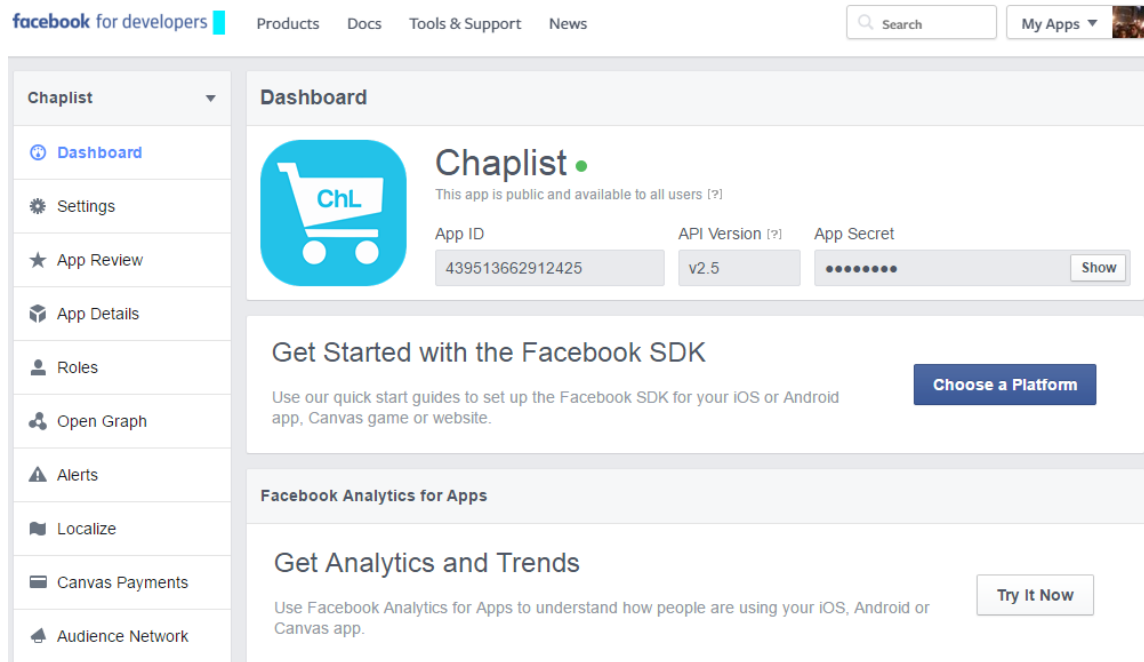 facebook for developers
Products
Docs
Tools & Support
News
Search
My Apps
Chaplist
Dashboard
Settings
App Review
App Details
Roles
Open Graph
Alerts
Localize
Canvas Payments
Audience Network
Dashboard
ChL
Chaplist
This app is public and available to all users [?]
App ID
439513662912425
API Version [?]
v2.5
App Secret
●●●●●●●●
Show
Get Started with the Facebook SDK
Use our quick start guides to set up the Facebook SDK for your iOS or Android
app, Canvas game or website.
Choose a Platform
Facebook Analytics for Apps
Get Analytics and Trends
Use Facebook Analytics for Apps to understand how people are using your iOS, Android or
Canvas app.
Try It Now